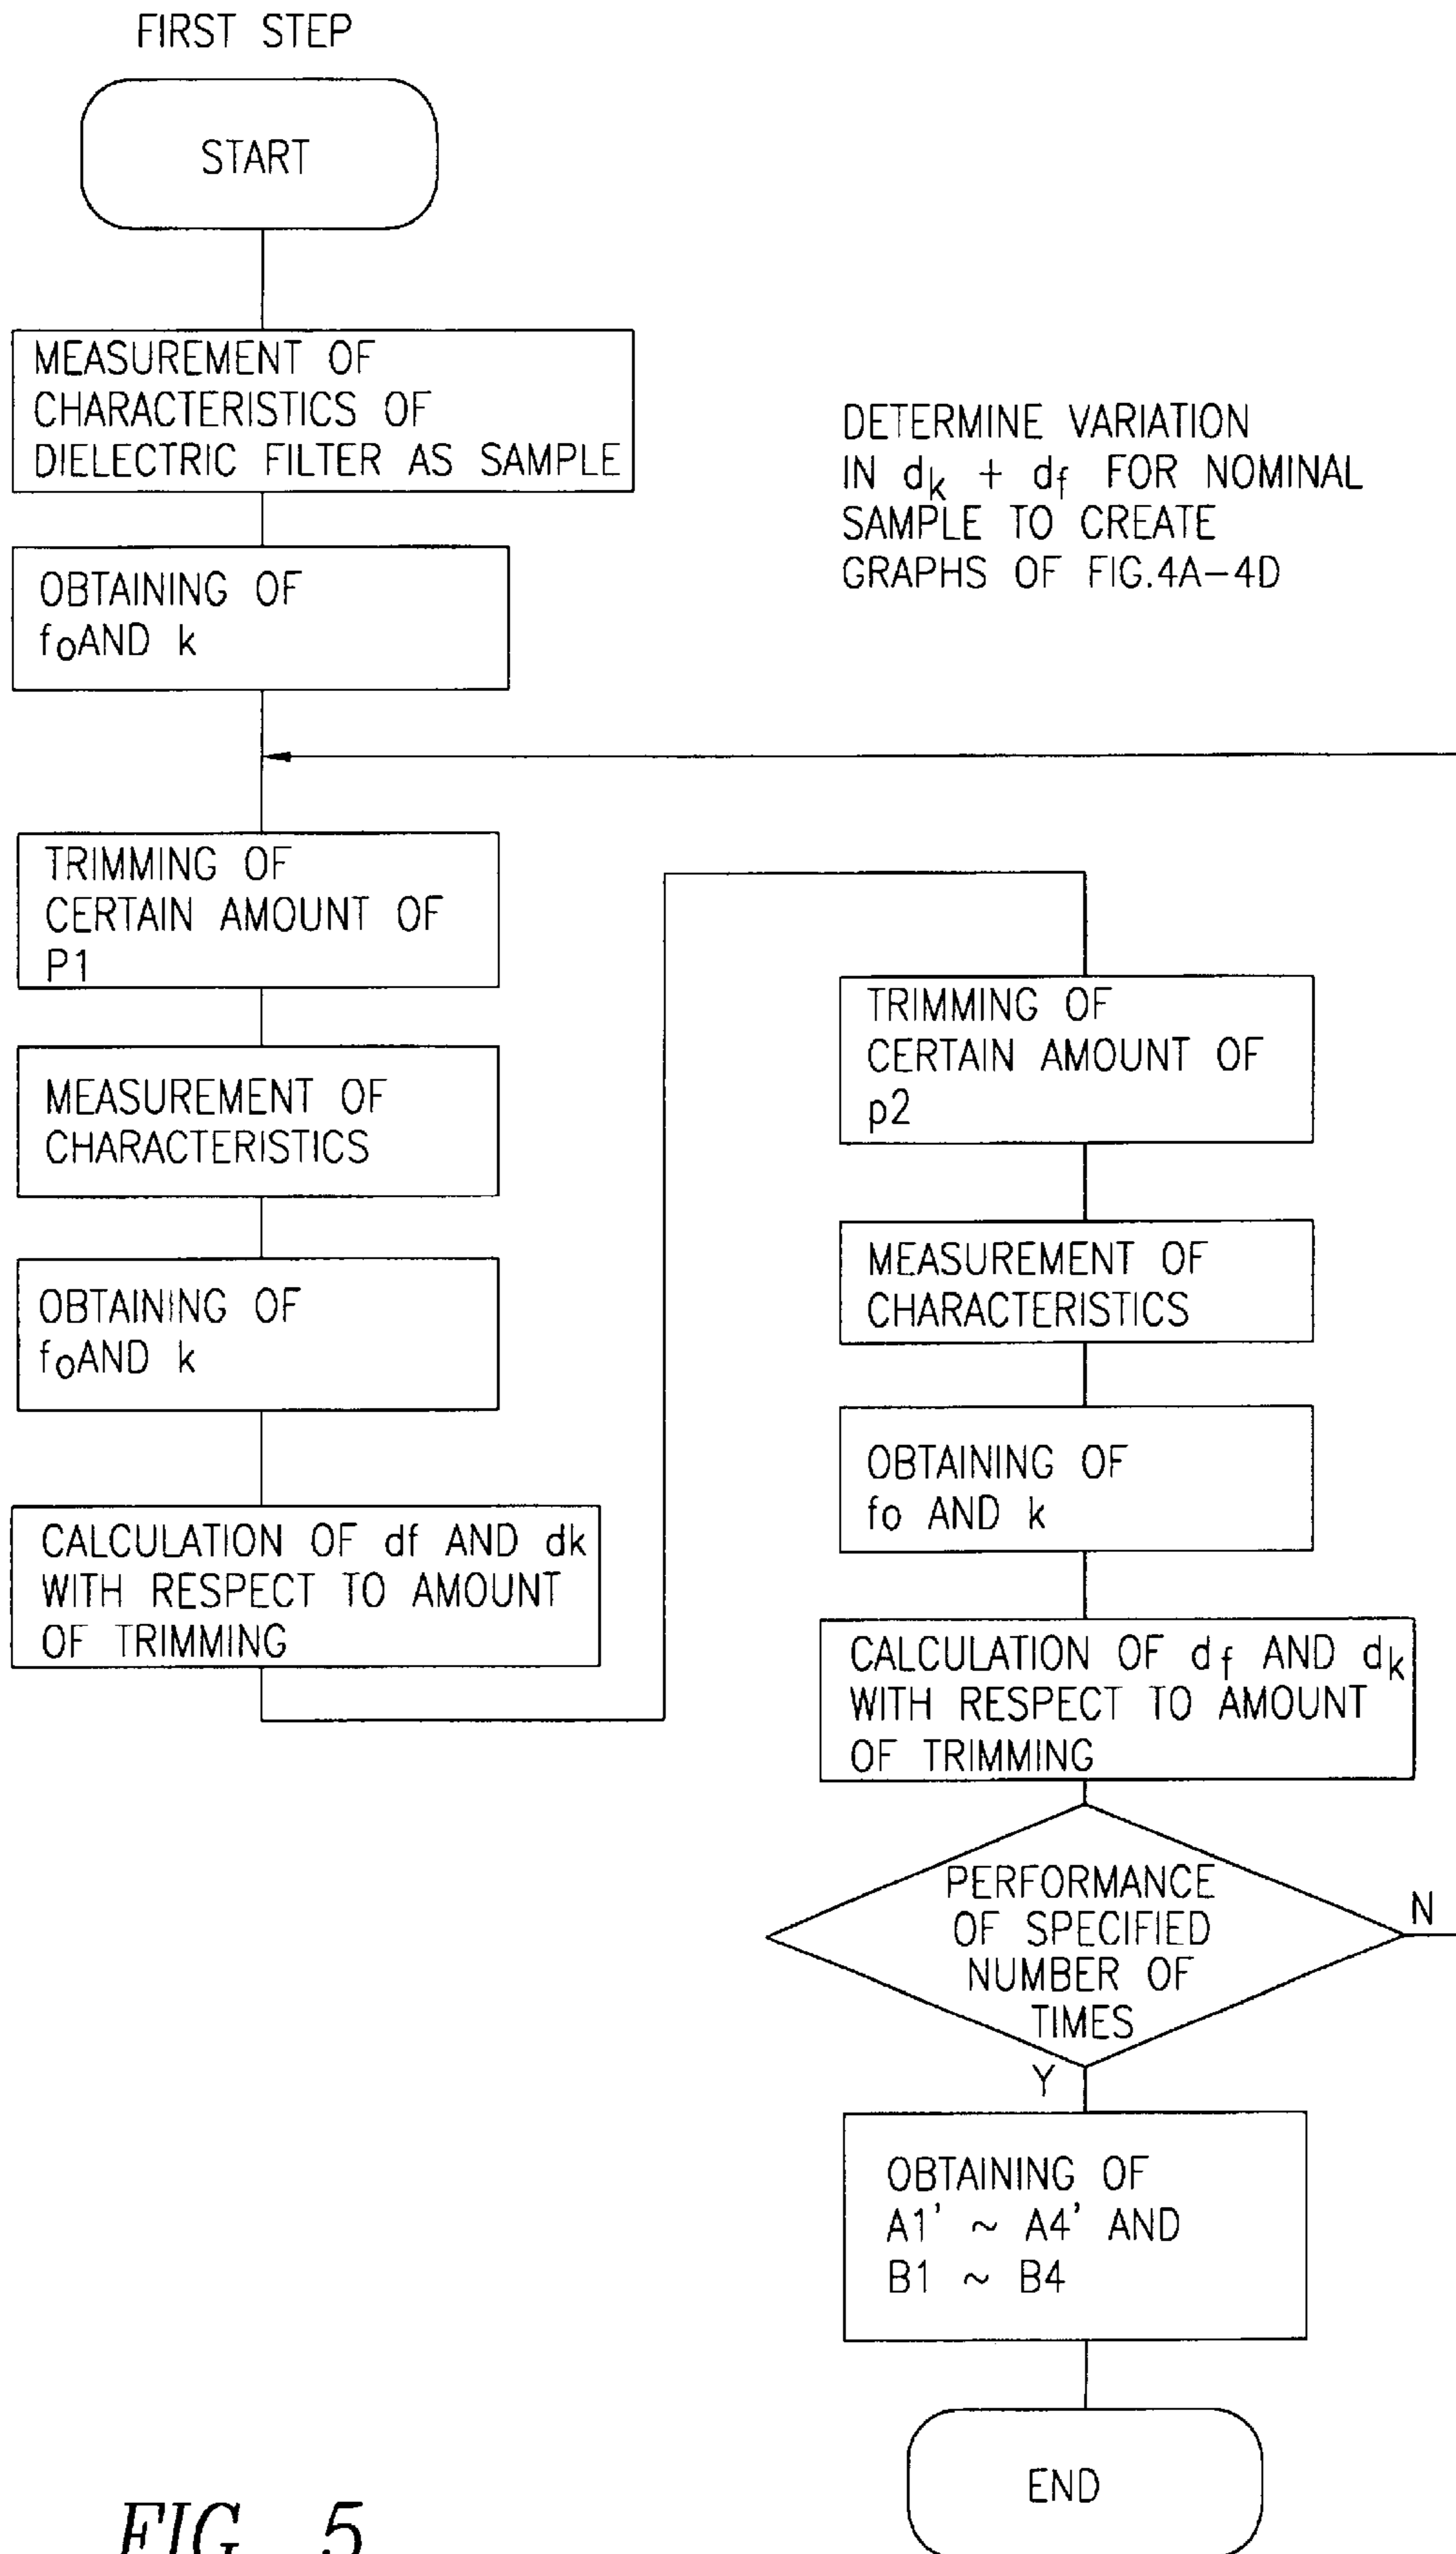 FIRST STEP
START
MEASUREMENT OF
CHARACTERISTICS OF
DIELECTRIC FILTER AS SAMPLE
OBTAINING OF
fo AND k
DETERMINE VARIATION
IN dk + df FOR NOMINAL
SAMPLE TO CREATE
GRAPHS OF FIG.4A-4D
TRIMMING OF
CERTAIN AMOUNT OF
P1
MEASUREMENT OF
CHARACTERISTICS
OBTAINING OF
fo AND k
CALCULATION OF df AND dk
WITH RESPECT TO AMOUNT
OF TRIMMING
TRIMMING OF
CERTAIN AMOUNT OF
p2
MEASUREMENT OF
CHARACTERISTICS
OBTAINING OF
fo AND k
CALCULATION OF df AND dk
WITH RESPECT TO AMOUNT
OF TRIMMING
PERFORMANCE
OF SPECIFIED
NUMBER OF
TIMES
N
Y
OBTAINING OF
A1' ~ A4' AND
B1 ~ B4
END
FIG. 5